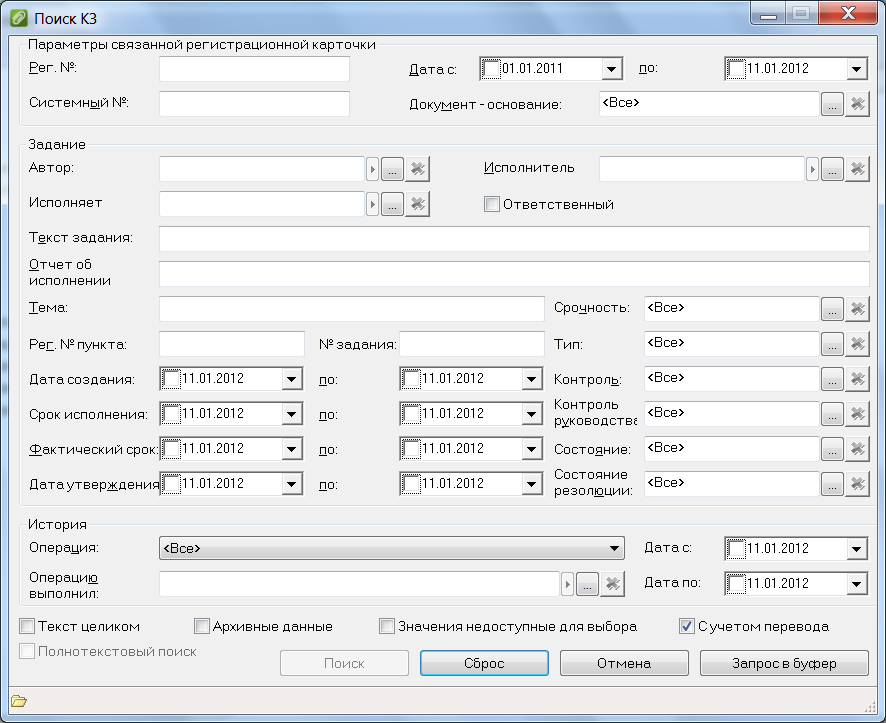 Поиск КЗ
Параметры связанной регистрационной карточки
Рег. №:
Дата с: 01.01.2011 по: 11.01.2012
Системный №:
Документ - основание: <Все> ...
Задание
Автор: ... Исполнитель ...
Исполняет ... Ответственный
Текст задания:
Отчет об
исполнении
Тема: Срочность: <Все> ...
Рег. № пункта: № задания: Тип: <Все> ...
Дата создания: 11.01.2012 по: 11.01.2012 Контроль: <Все> ...
Срок исполнения: 11.01.2012 по: 11.01.2012 Контроль
руководства <Все> ...
Фактический срок: 11.01.2012 по: 11.01.2012 Состояние: <Все> ...
Дата утверждения 11.01.2012 по: 11.01.2012 Состояние
резолюции: <Все> ...
История
Операция: <Все> Дата с: 11.01.2012
Операцию
выполнил: ... Дата по: 11.01.2012
Текст целиком Архивные данные Значения недоступные для выбора С учетом перевода
Полнотекстовый поиск
Поиск Сброс Отмена Запрос в буфер